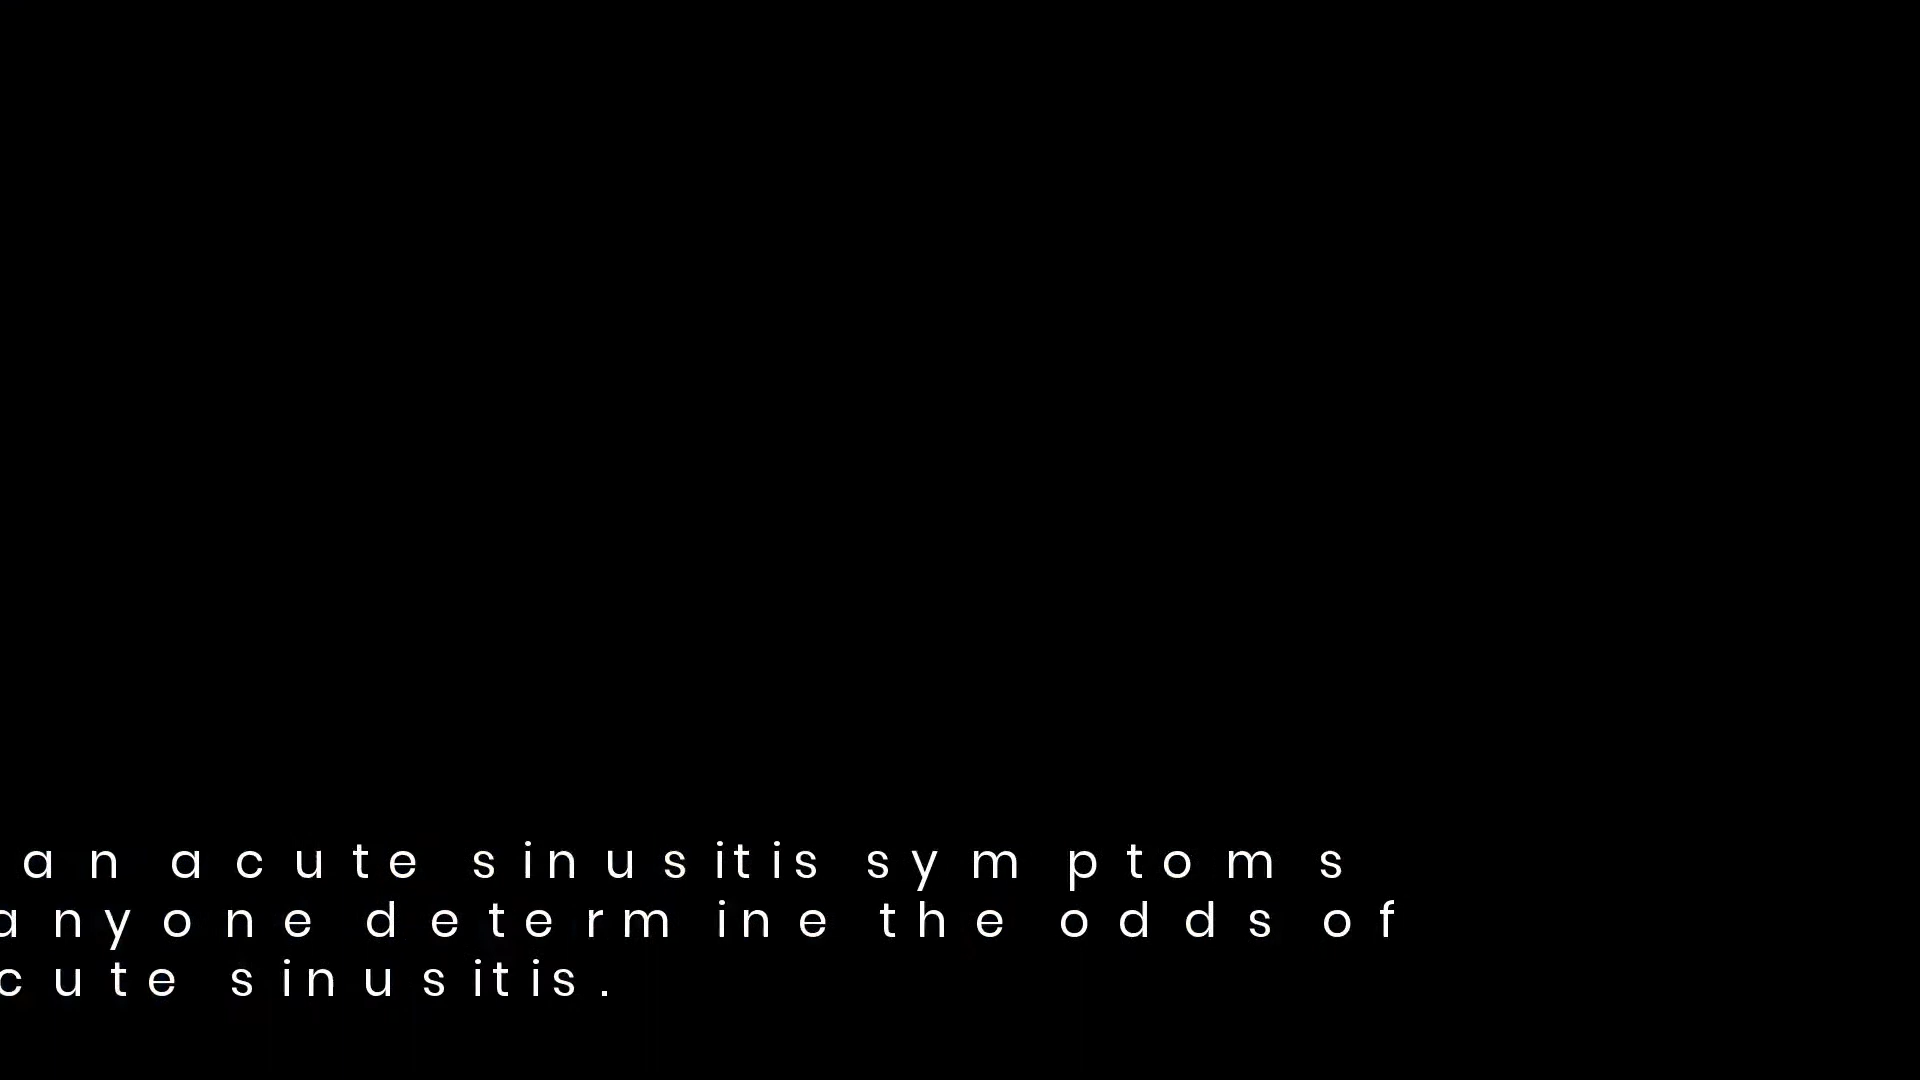 an acute sinusitis symptoms
anyone determine the odds of
cute sinusitis.